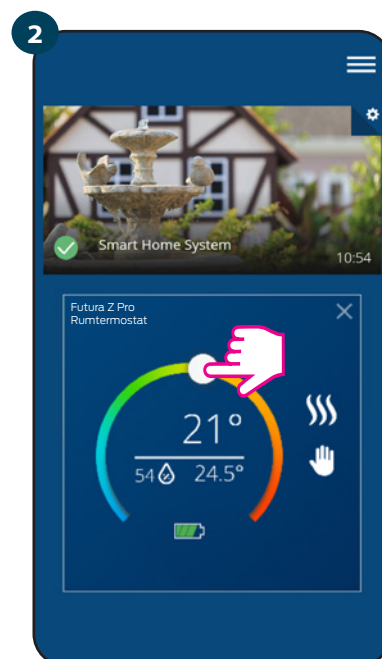 2
Smart Home System
10:54
Futura Z Pro
Rumtermostat
21°
54 24.5°